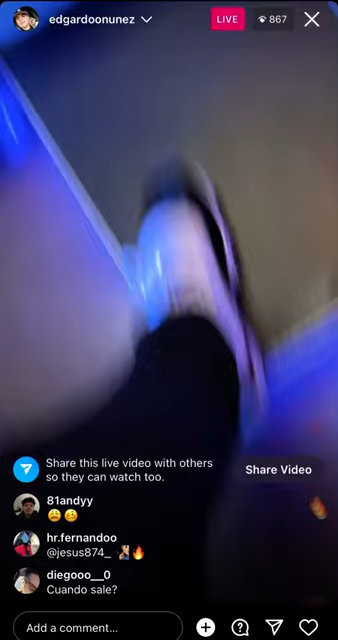 edgardoonunez
LIVE
867
Share this live video with others
so they can watch too.
Share Video
81andyy
😩🤤
hr.fernandoo
@jesus874_ 🤌🏽🔥
diegooo__0
Cuando sale?
Add a comment...